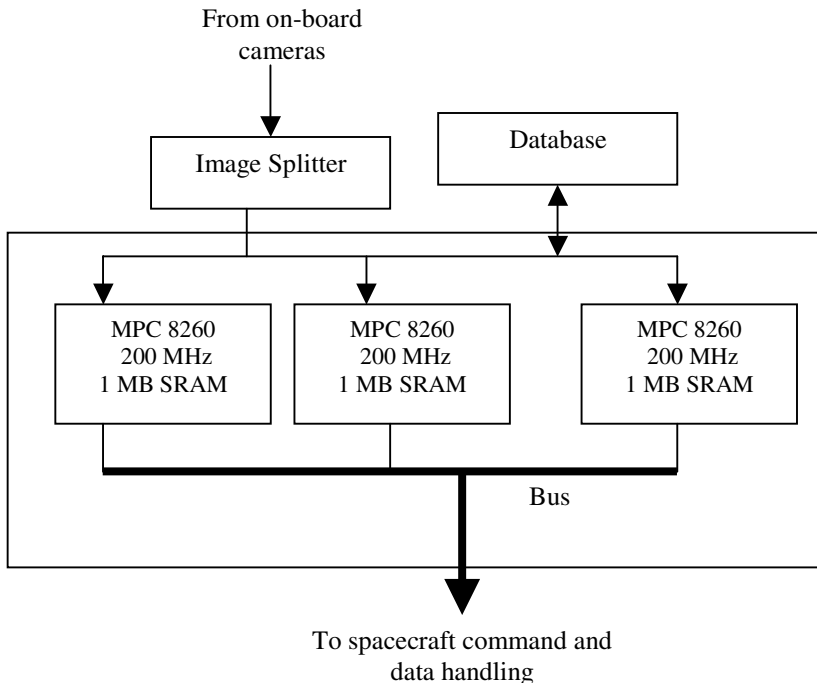 From on-board
cameras
Image Splitter
Database
MPC 8260
200 MHz
1 MB SRAM
MPC 8260
200 MHz
1 MB SRAM
MPC 8260
200 MHz
1 MB SRAM
Bus
To spacecraft command and
data handling